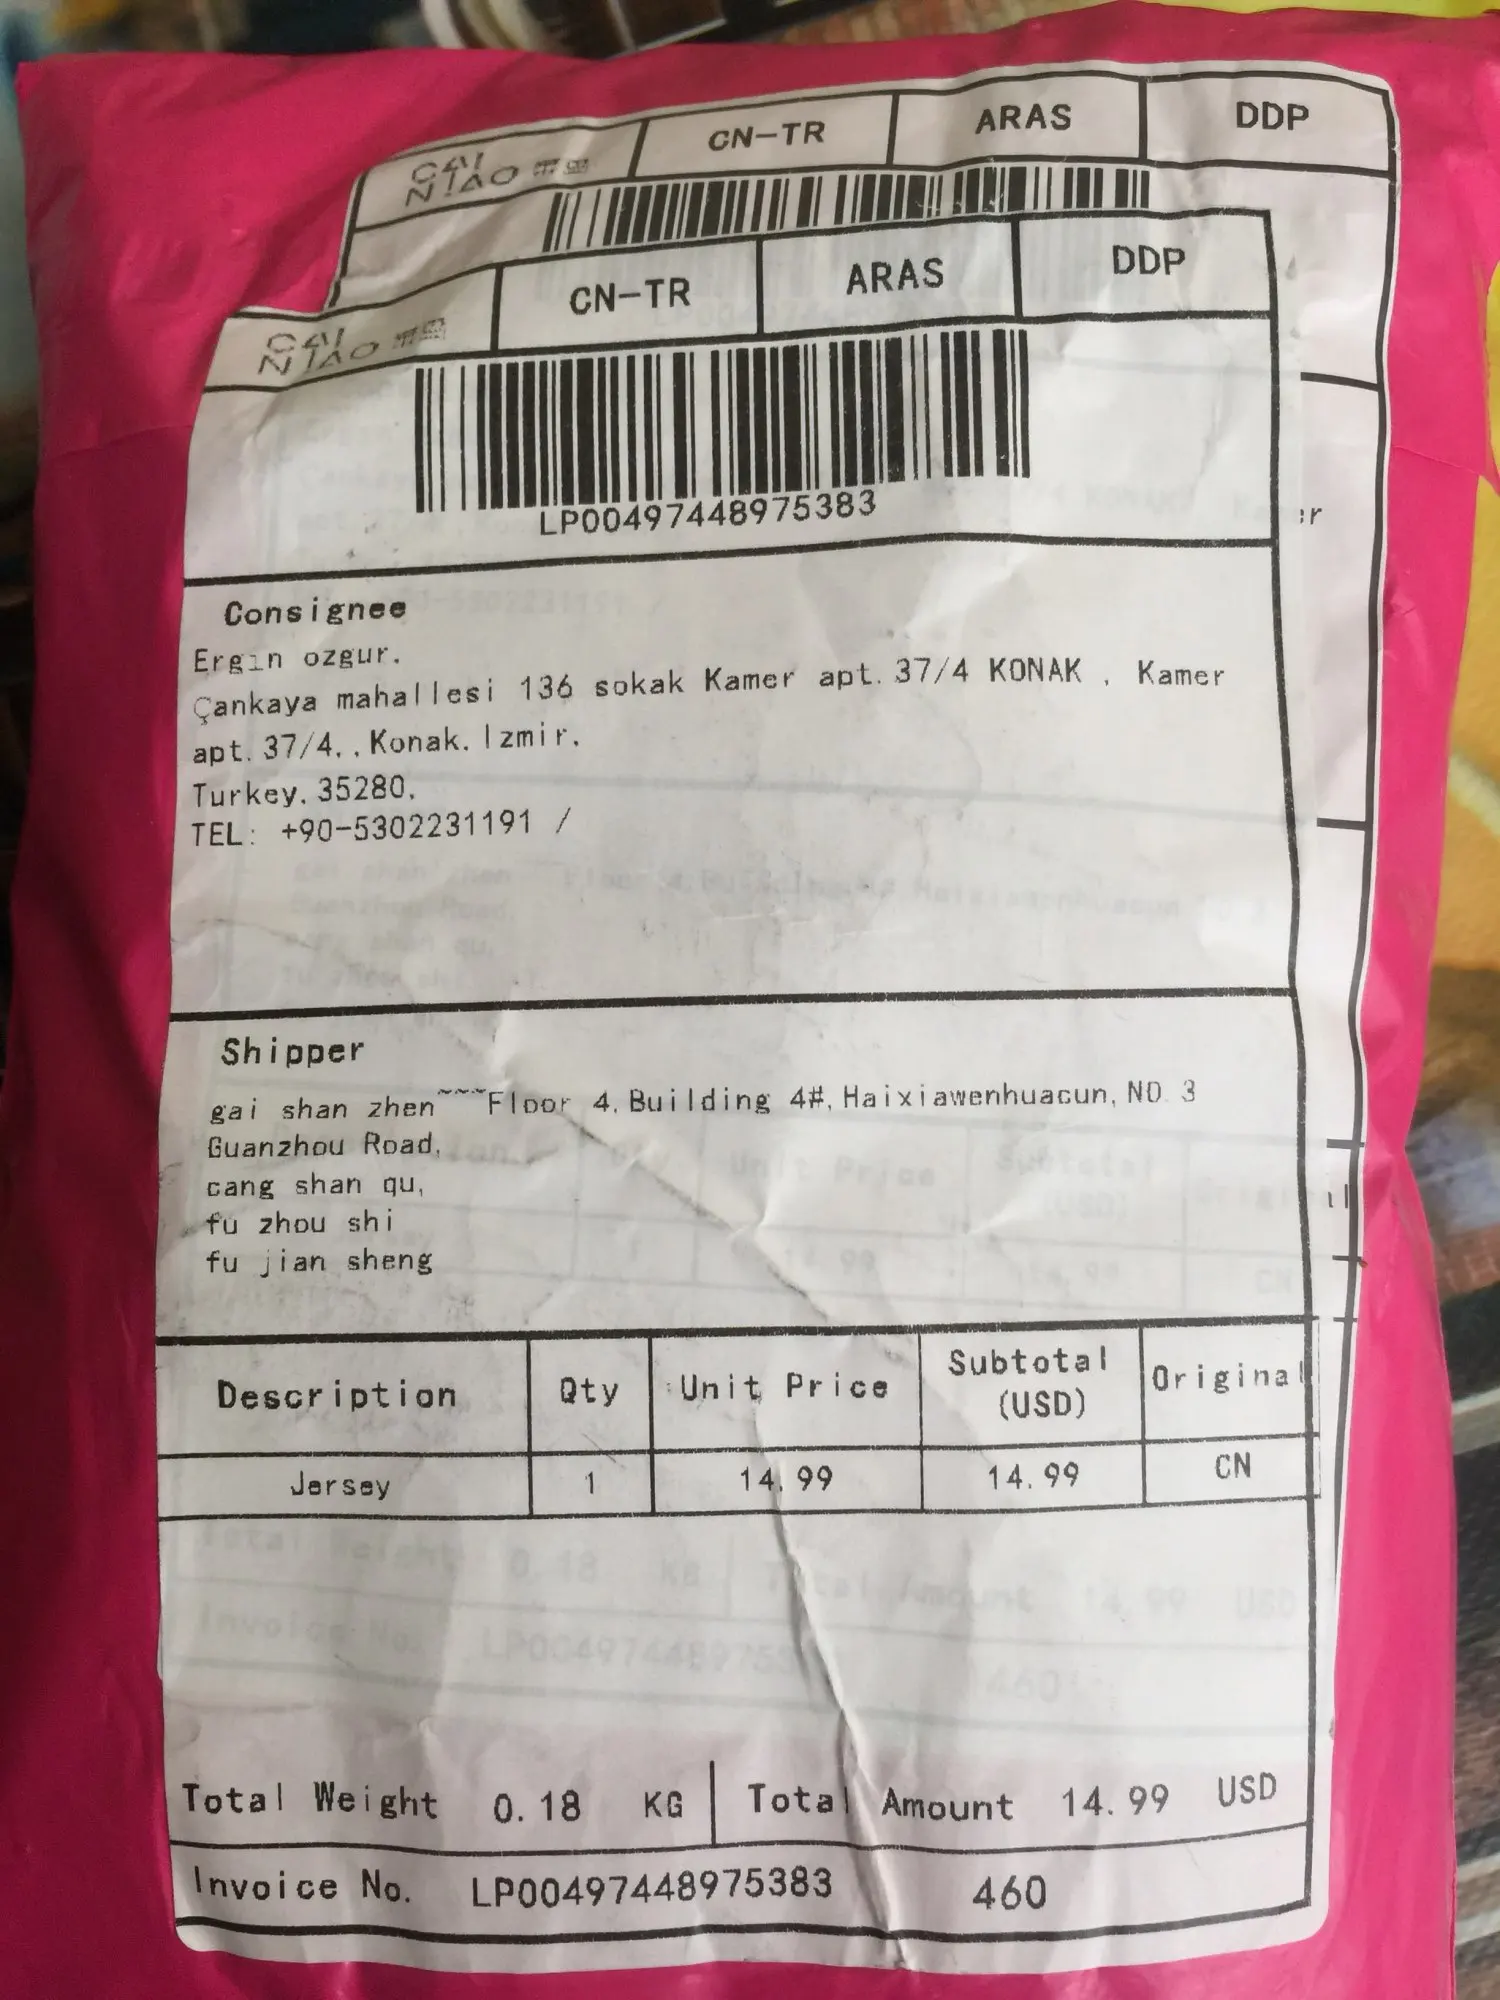 CAI NIAO CN-TR ARAS DDP
CAI NIAO CN-TR ARAS DDP
LP00497448975383
er
Consignee
Ergin ozgur.
Çankaya mahallesi 136 sokak Kamer apt. 37/4 KONAK , Kamer
apt. 37/4, , Konak. Izmir.
Turkey. 35280.
TEL: +90-5302231191 /
Shipper
gai shan zhen~~~Floor 4, Building 4#, Haixiawenhuacun, NO. 3
Guanzhou Road,
cang shan qu,
fu zhou shi
fu jian sheng
Description Qty Unit Price Subtotal (USD) Original
Jersey 1 14.99 14.99 CN
Total Weight 0.18 KG Total Amount 14.99 USD
Invoice No. LP00497448975383 460